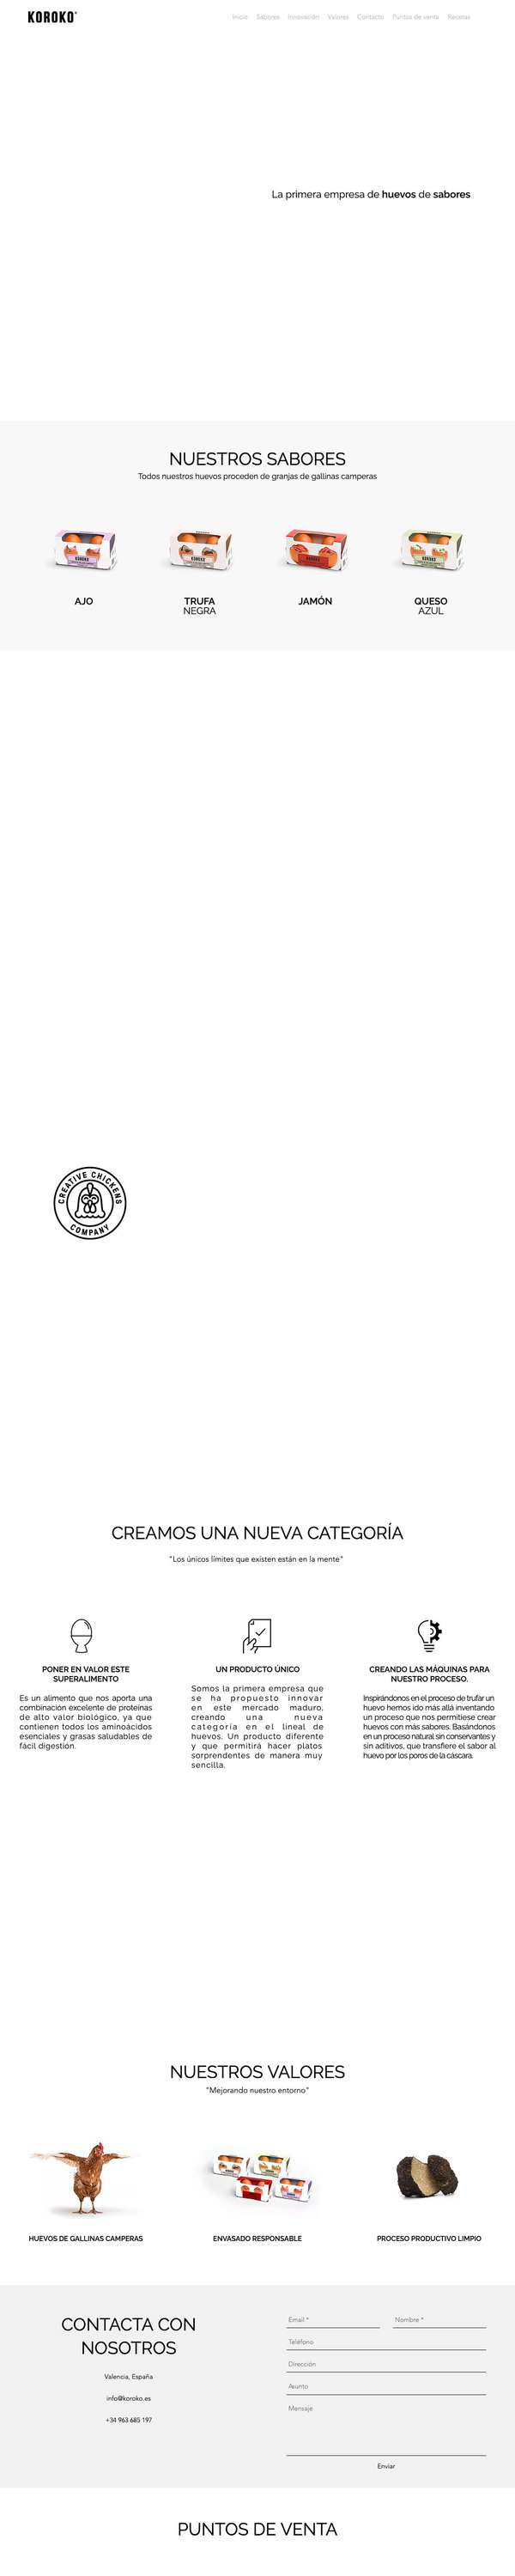 KOROKO®
Inicio Sabores Innovación Valores Contacto Puntos de venta Recetas
La primera empresa de huevos de sabores
NUESTROS SABORES
Todos nuestros huevos proceden de granjas de gallinas camperas
KOROKO KOROKO KOROKO KOROKO
AJO
TRUFA
NEGRA
JAMÓN
QUESO
AZUL
CREATIVE CHICKENS
COMPANY
CREAMOS UNA NUEVA CATEGORÍA
"Los únicos límites que existen están en la mente"
PONER EN VALOR ESTE
SUPERALIMENTO
Es un alimento que nos aporta una
combinación excelente de proteínas
de alto valor biológico, ya que
contienen todos los aminoácidos
esenciales y grasas saludables de
fácil digestión.
UN PRODUCTO ÚNICO
Somos la primera empresa que
se ha propuesto innovar
en este mercado maduro,
creando una nueva
categoría en el lineal de
huevos. Un producto diferente
y que permitirá hacer platos
sorprendentes de manera muy
sencilla.
CREANDO LAS MÁQUINAS PARA
NUESTRO PROCESO.
Inspirándonos en el proceso de trufar un
huevo hemos ido más allá inventando
un proceso que nos permitiese crear
huevos con más sabores. Basándonos
en un proceso natural sin conservantes y
sin aditivos, que transfiere el sabor al
huevo por los poros de la cáscara.
NUESTROS VALORES
"Mejorando nuestro entorno"
HUEVOS DE GALLINAS CAMPERAS
ENVASADO RESPONSABLE
PROCESO PRODUCTIVO LIMPIO
CONTACTA CON
NOSOTROS
Valencia, España
info@koroko.es
+34 963 685 197
Email * Nombre *
Teléfono
Dirección
Asunto
Mensaje
Enviar
PUNTOS DE VENTA